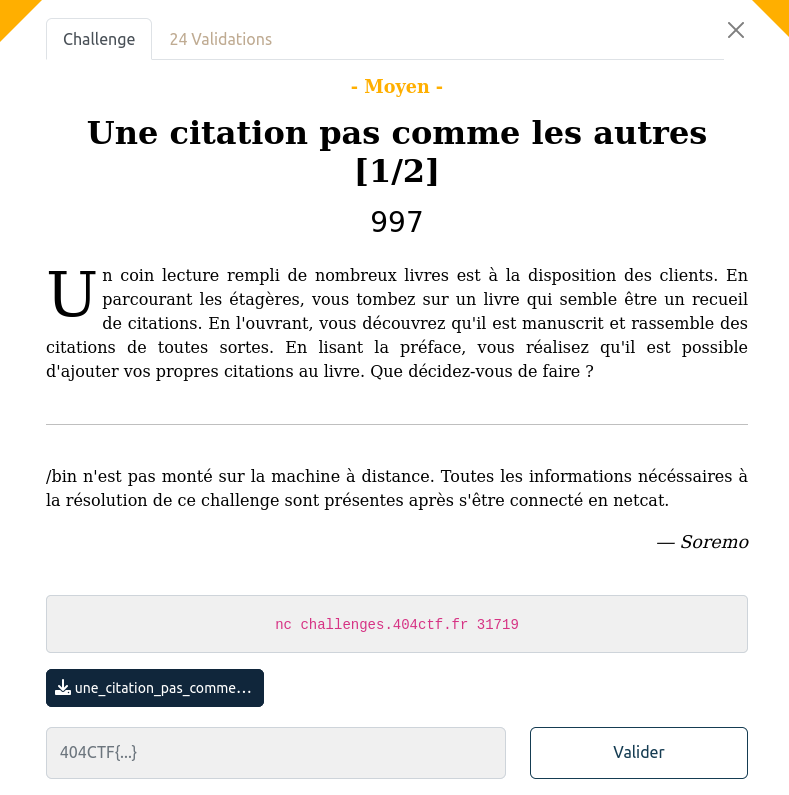 Challenge
24 Validations
- Moyen -
Une citation pas comme les autres
[1/2]
997
Un coin lecture rempli de nombreux livres est à la disposition des clients. En
parcourant les étagères, vous tombez sur un livre qui semble être un recueil
de citations. En l'ouvrant, vous découvrez qu'il est manuscrit et rassemble des
citations de toutes sortes. En lisant la préface, vous réalisez qu'il est possible
d'ajouter vos propres citations au livre. Que décidez-vous de faire ?
/bin n'est pas monté sur la machine à distance. Toutes les informations nécéssaires à
la résolution de ce challenge sont présentes après s'être connecté en netcat.
— Soremo
nc challenges.404ctf.fr 31719
une_citation_pas_comme...
404CTF{...}
Valider